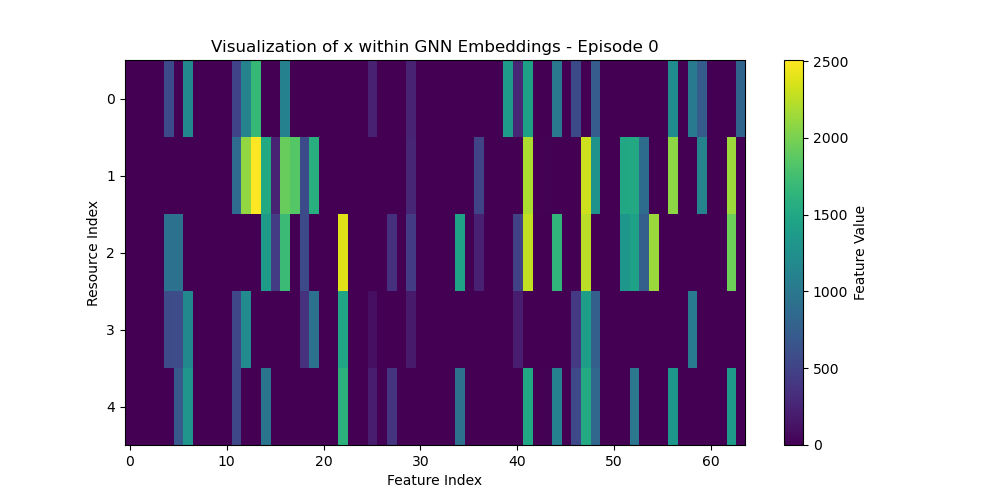 Visualization of x within GNN Embeddings - Episode 0
Resource Index
0
1
2
3
4
0 10 20 30 40 50 60
Feature Index
2500
2000
1500
1000
500
0
Feature Value